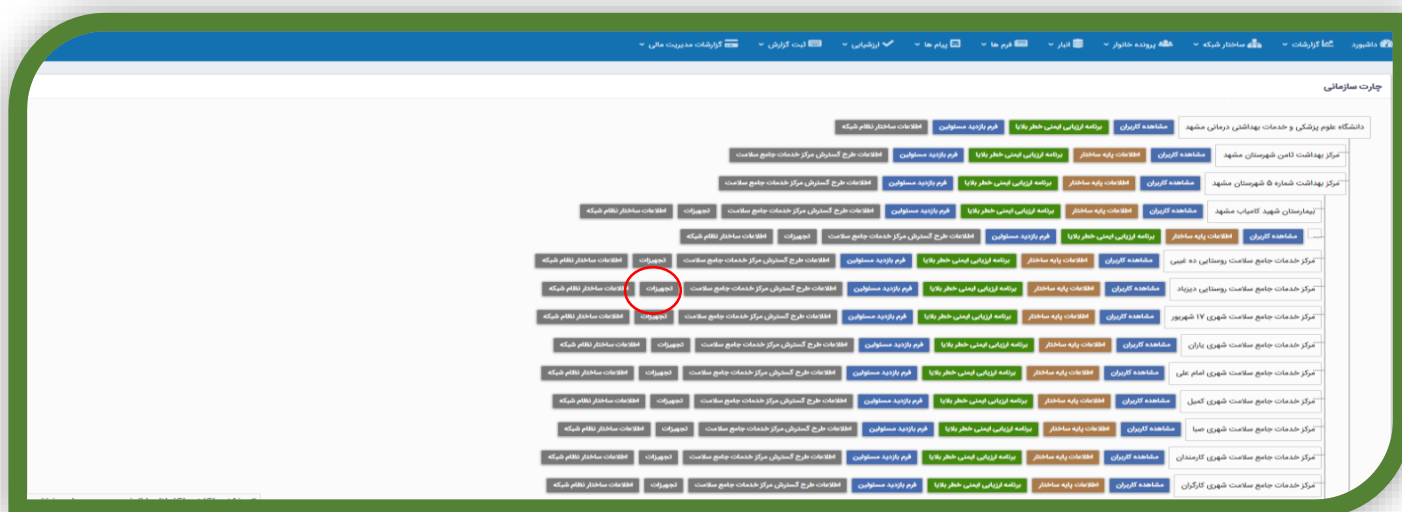 داشبورد گزارشات ساختار شبکه پرونده خانوار انبار فرم ها پیام ها ارزشیابی ثبت گزارش گزارشات مدیریت مالی
چارت سازمانی
دانشگاه علوم پزشکی و خدمات بهداشتی درمانی مشهد مشاهده کاربران برنامه ارزیابی ایمنی خطر بلایا فرم بازدید مسئولین اطلاعات ساختار نظام شبکه
مرکز بهداشت ثامن شهرستان مشهد مشاهده کاربران اطلاعات پایه ساختار برنامه ارزیابی ایمنی خطر بلایا فرم بازدید مسئولین اطلاعات طرح گسترش مرکز خدمات جامع سلامت
مرکز بهداشت شماره ۵ شهرستان مشهد مشاهده کاربران اطلاعات پایه ساختار برنامه ارزیابی ایمنی خطر بلایا فرم بازدید مسئولین اطلاعات طرح گسترش مرکز خدمات جامع سلامت
بیمارستان شهید کامیاب مشهد مشاهده کاربران اطلاعات پایه ساختار برنامه ارزیابی ایمنی خطر بلایا فرم بازدید مسئولین اطلاعات طرح گسترش مرکز خدمات جامع سلامت تجهیزات اطلاعات ساختار نظام شبکه
مشاهده کاربران اطلاعات پایه ساختار برنامه ارزیابی ایمنی خطر بلایا فرم بازدید مسئولین اطلاعات طرح گسترش مرکز خدمات جامع سلامت تجهیزات اطلاعات ساختار نظام شبکه
مرکز خدمات جامع سلامت روستایی ده غیبی مشاهده کاربران اطلاعات پایه ساختار برنامه ارزیابی ایمنی خطر بلایا فرم بازدید مسئولین اطلاعات طرح گسترش مرکز خدمات جامع سلامت تجهیزات اطلاعات ساختار نظام شبکه
مرکز خدمات جامع سلامت روستایی دیزباد مشاهده کاربران اطلاعات پایه ساختار برنامه ارزیابی ایمنی خطر بلایا فرم بازدید مسئولین اطلاعات طرح گسترش مرکز خدمات جامع سلامت تجهیزات اطلاعات ساختار نظام شبکه
مرکز خدمات جامع سلامت شهری ۱۷ شهریور مشاهده کاربران اطلاعات پایه ساختار برنامه ارزیابی ایمنی خطر بلایا فرم بازدید مسئولین اطلاعات طرح گسترش مرکز خدمات جامع سلامت تجهیزات اطلاعات ساختار نظام شبکه
مرکز خدمات جامع سلامت شهری یاران مشاهده کاربران اطلاعات پایه ساختار برنامه ارزیابی ایمنی خطر بلایا فرم بازدید مسئولین اطلاعات طرح گسترش مرکز خدمات جامع سلامت تجهیزات اطلاعات ساختار نظام شبکه
مرکز خدمات جامع سلامت شهری امام علی مشاهده کاربران اطلاعات پایه ساختار برنامه ارزیابی ایمنی خطر بلایا فرم بازدید مسئولین اطلاعات طرح گسترش مرکز خدمات جامع سلامت تجهیزات اطلاعات ساختار نظام شبکه
مرکز خدمات جامع سلامت شهری کمیل مشاهده کاربران اطلاعات پایه ساختار برنامه ارزیابی ایمنی خطر بلایا فرم بازدید مسئولین اطلاعات طرح گسترش مرکز خدمات جامع سلامت تجهیزات اطلاعات ساختار نظام شبکه
مرکز خدمات جامع سلامت شهری صبا مشاهده کاربران اطلاعات پایه ساختار برنامه ارزیابی ایمنی خطر بلایا فرم بازدید مسئولین اطلاعات طرح گسترش مرکز خدمات جامع سلامت تجهیزات اطلاعات ساختار نظام شبکه
مرکز خدمات جامع سلامت شهری کارمندان مشاهده کاربران اطلاعات پایه ساختار برنامه ارزیابی ایمنی خطر بلایا فرم بازدید مسئولین اطلاعات طرح گسترش مرکز خدمات جامع سلامت تجهیزات اطلاعات ساختار نظام شبکه
مرکز خدمات جامع سلامت شهری کارگران مشاهده کاربران اطلاعات پایه ساختار برنامه ارزیابی ایمنی خطر بلایا فرم بازدید مسئولین اطلاعات طرح گسترش مرکز خدمات جامع سلامت تجهیزات اطلاعات ساختار نظام شبکه